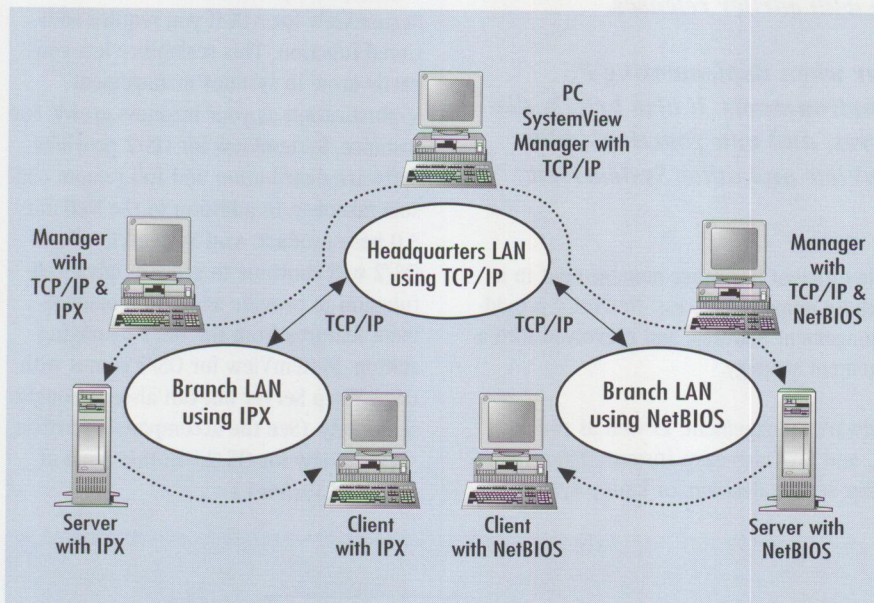 PC
SystemView
Manager with
TCP/IP
Manager
with
TCP/IP &
IPX
Headquarters LAN
using TCP/IP
Manager
with
TCP/IP &
NetBIOS
TCP/IP
TCP/IP
Branch LAN
using IPX
Branch LAN
using NetBIOS
Server
with IPX
Client
with IPX
Client
with NetBIOS
Server with
NetBIOS